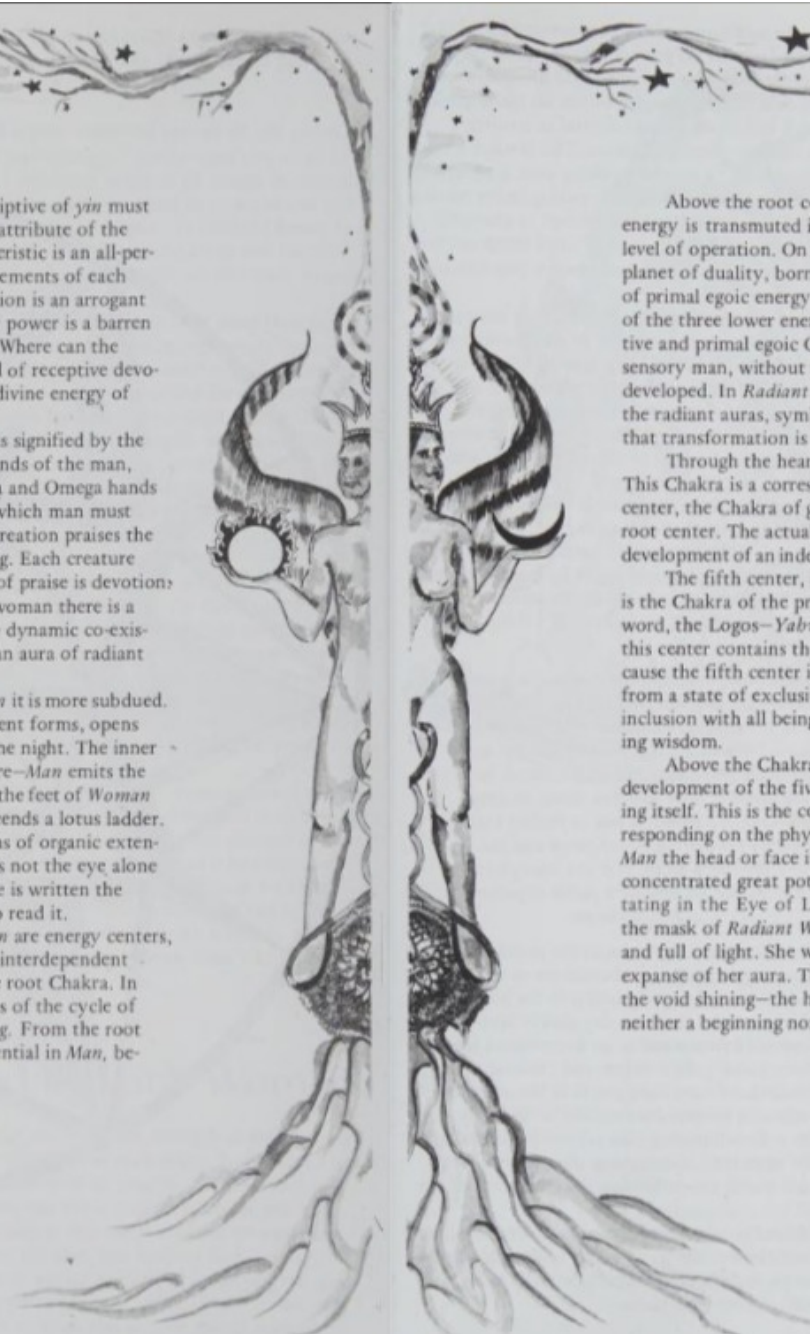 iptive of yin must
attribute of the
eristic is an all-per-
ements of each
ion is an arrogant
power is a barren
Where can the
l of receptive devo-
divine energy of
s signified by the
nds of the man,
a and Omega hands
which man must
reation praises the
g. Each creature
of praise is devotion;
woman there is a
dynamic co-exis-
an aura of radiant
n it is more subdued.
ent forms, opens
he night. The inner
re—Man emits the
the feet of Woman
ends a lotus ladder.
ns of organic exten-
s not the eye alone
e is written the
o read it.
n are energy centers,
interdependent
root Chakra. In
s of the cycle of
g. From the root
ential in Man, be-
Above the root c
energy is transmuted i
level of operation. On
planet of duality, born
of primal egoic energy
of the three lower ene
tive and primal egoic C
sensory man, without
developed. In Radiant
the radiant auras, sym
that transformation is
Through the hear
This Chakra is a corres
center, the Chakra of g
root center. The actua
development of an inde
The fifth center,
is the Chakra of the pr
word, the Logos—Yab
this center contains th
cause the fifth center i
from a state of exclusi
inclusion with all being
ing wisdom.
Above the Chakra
development of the fiv
ing itself. This is the c
responding on the phy
Man the head or face i
concentrated great pot
tating in the Eye of L
the mask of Radiant W
and full of light. She w
expanse of her aura. T
the void shining—the h
neither a beginning no